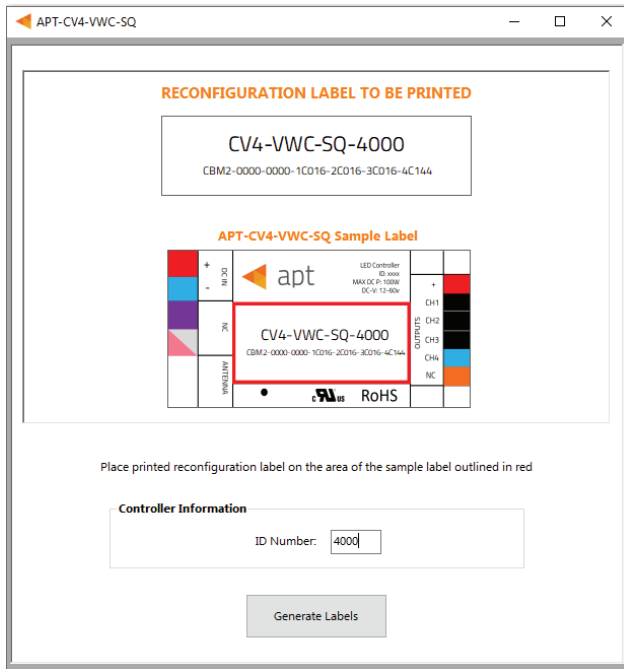 APT-CV4-VWC-SQ
RECONFIGURATION LABEL TO BE PRINTED
CV4-VWC-SQ-4000
CBM2-0000-0000-1C016-2C016-3C016-4C144
APT-CV4-VWC-SQ Sample Label
+
-
DC IN
NC
ANTENNA
apt
LED Controller
ID: xxxx
MAX DC P: 100W
DC-V: 12-60v
CV4-VWC-SQ-4000
CBM2-0000-0000-1C016-2C016-3C016-4C144
c RU us
RoHS
OUTPUTS
+
CH1
CH2
CH3
CH4
NC
Place printed reconfiguration label on the area of the sample label outlined in red
Controller Information
ID Number: 4000
Generate Labels